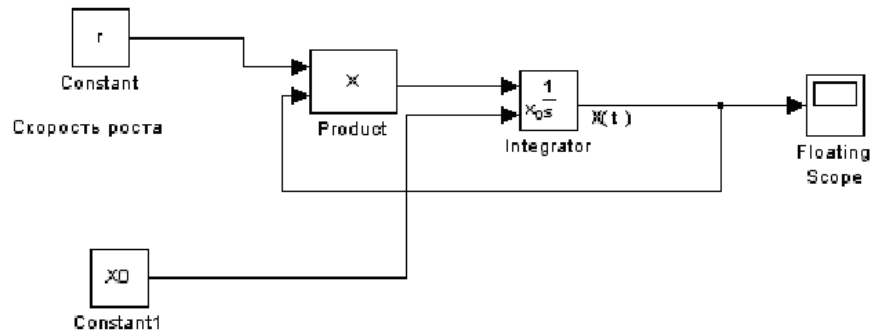 r
Constant
Скорость роста
×
Product
1
x₀s
Integrator
X(t)
Floating
Scope
X0
Constant1